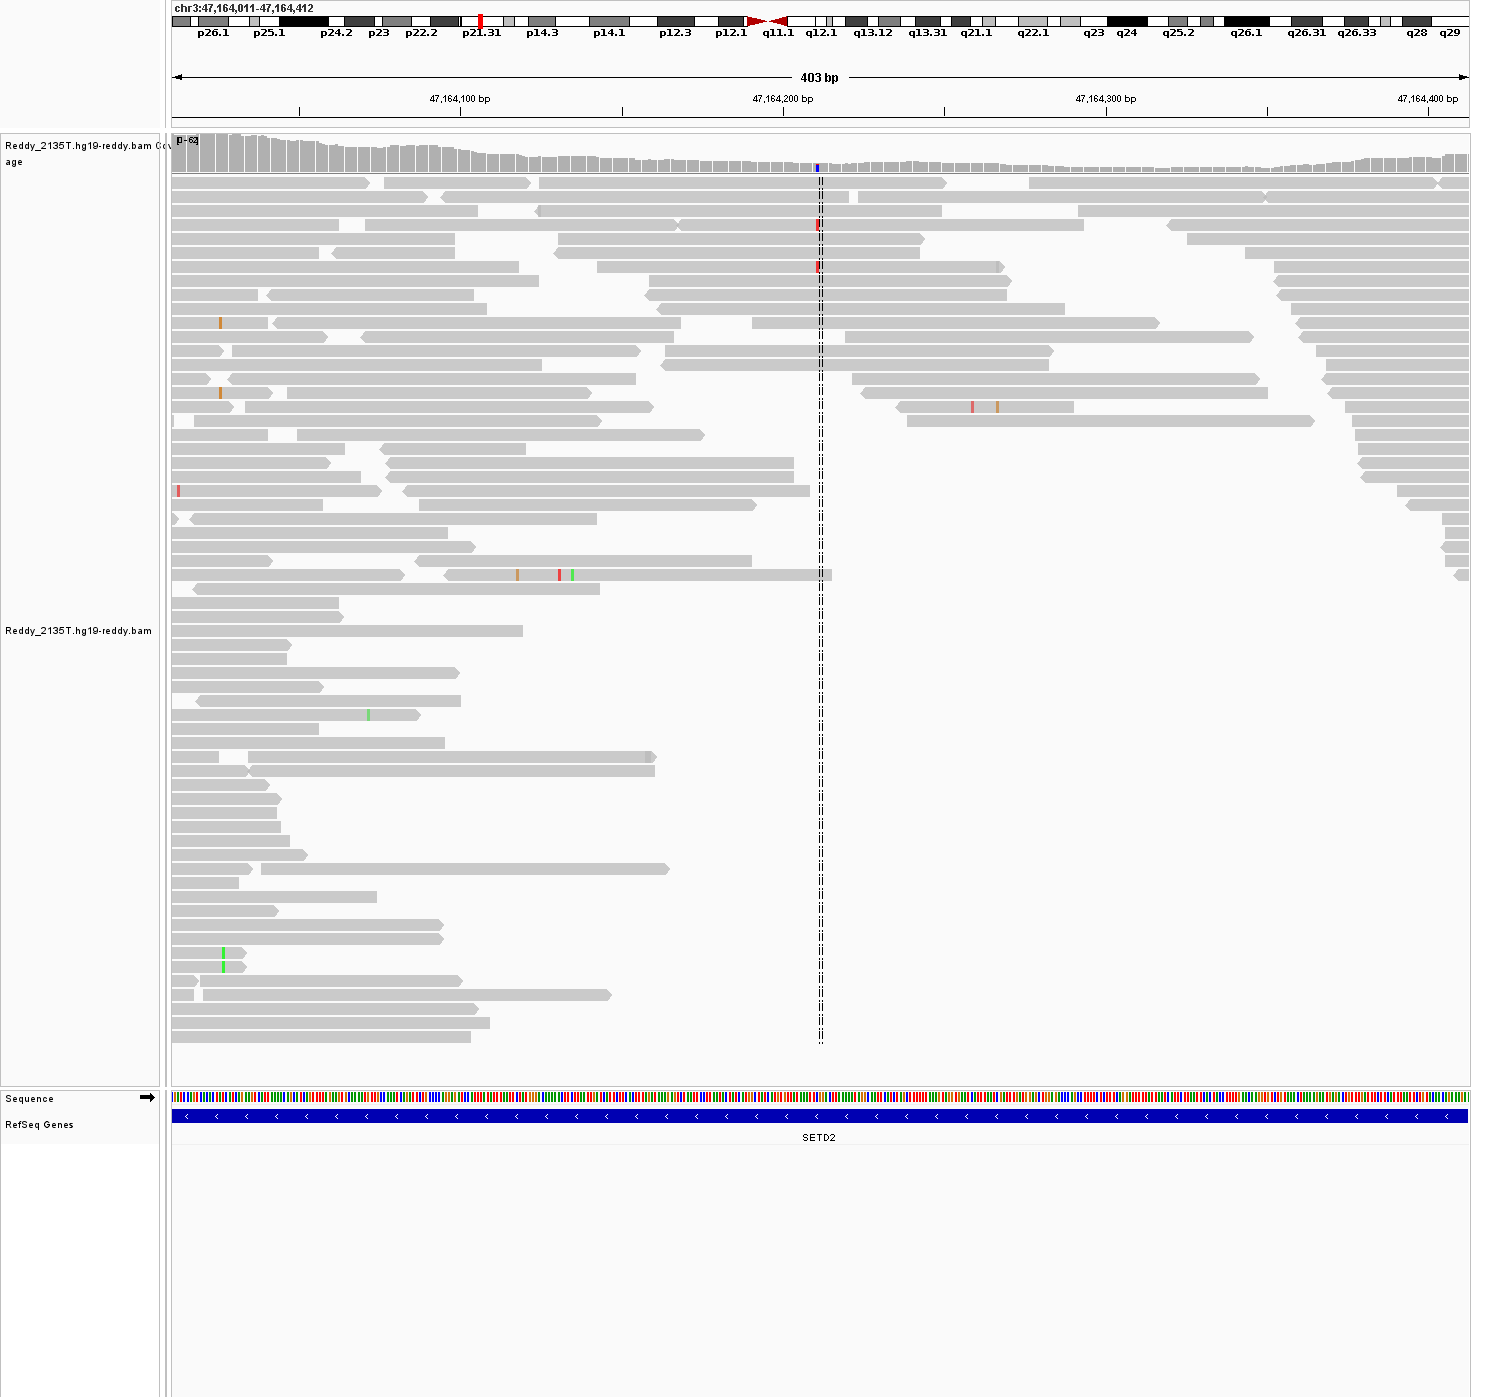 chr3:47,164,011-47,164,412
p26.1 p25.1 p24.2 p23 p22.2 p21.31 p14.3 p14.1 p12.3 p12.1 q11.1 q12.1 q13.12 q13.31 q21.1 q22.1 q23 q24 q25.2 q26.1 q26.31 q26.33 q28 q29
403 bp
47,164,100 bp 47,164,200 bp 47,164,300 bp 47,164,400 bp
[0-62]
Reddy_2135T.hg19-reddy.bam Cov
age
Reddy_2135T.hg19-reddy.bam
Sequence
RefSeq Genes
SETD2